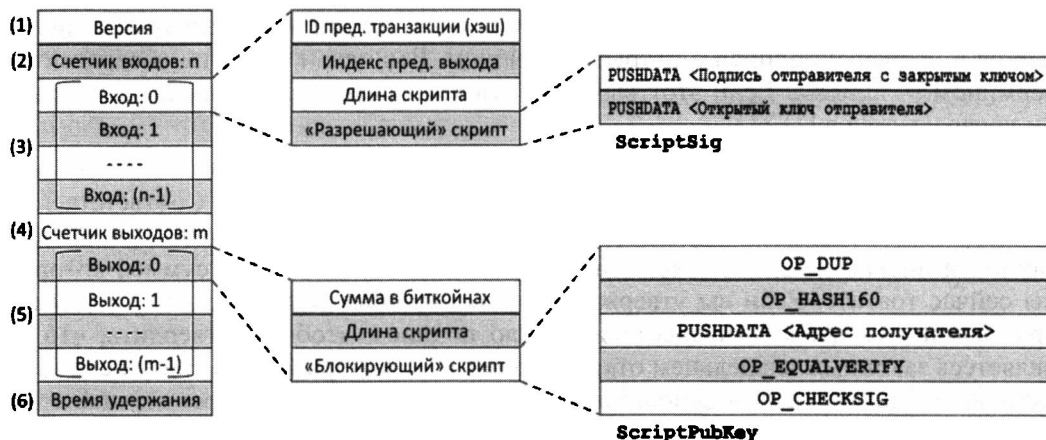 (1) Версия
(2) Счетчик входов: n
Вход: 0
Вход: 1
(3)
----
Вход: (n-1)
(4) Счетчик выходов: m
Выход: 0
Выход: 1
(5)
----
Выход: (m-1)
(6) Время удержания
ID пред. транзакции (хэш)
Индекс пред. выхода
Длина скрипта
«Разрешающий» скрипт
PUSHDATA <Подпись отправителя с закрытым ключом>
PUSHDATA <Открытый ключ отправителя>
ScriptSig
Сумма в биткойнах
Длина скрипта
«Блокирующий» скрипт
OP_DUP
OP_HASH160
PUSHDATA <Адрес получателя>
OP_EQUALVERIFY
OP_CHECKSIG
ScriptPubKey